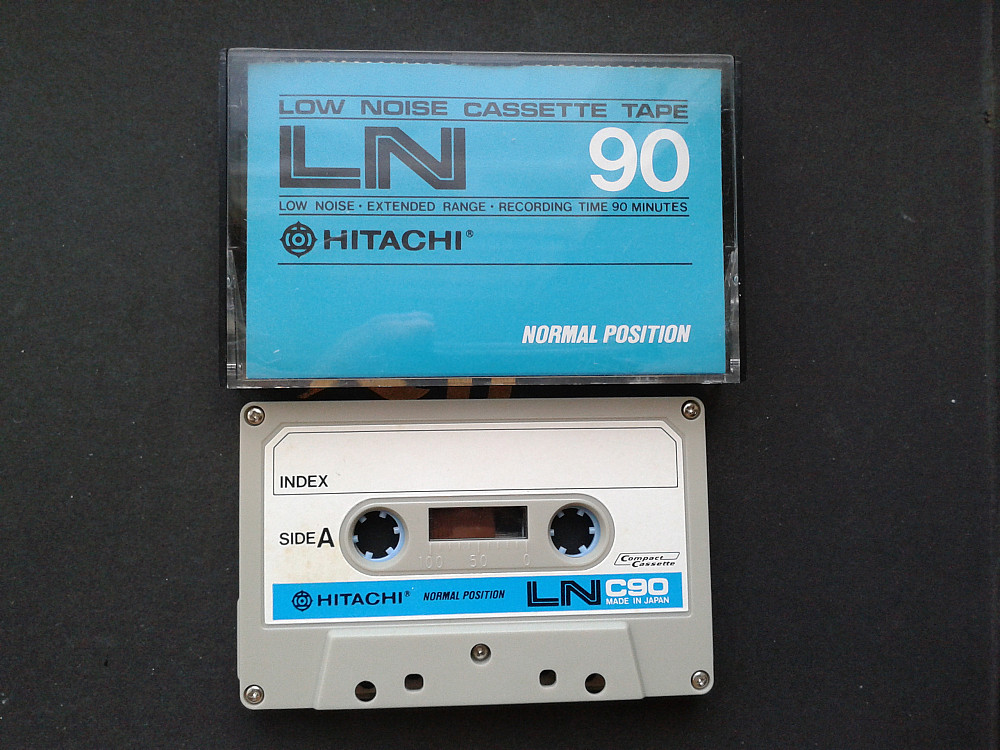 LOW NOISE CASSETTE TAPE
LN 90
LOW NOISE · EXTENDED RANGE · RECORDING TIME 90 MINUTES
HITACHI®
NORMAL POSITION
INDEX
SIDE A
100 50 0
Compact Cassette
HITACHI® NORMAL POSITION LN C90
MADE IN JAPAN